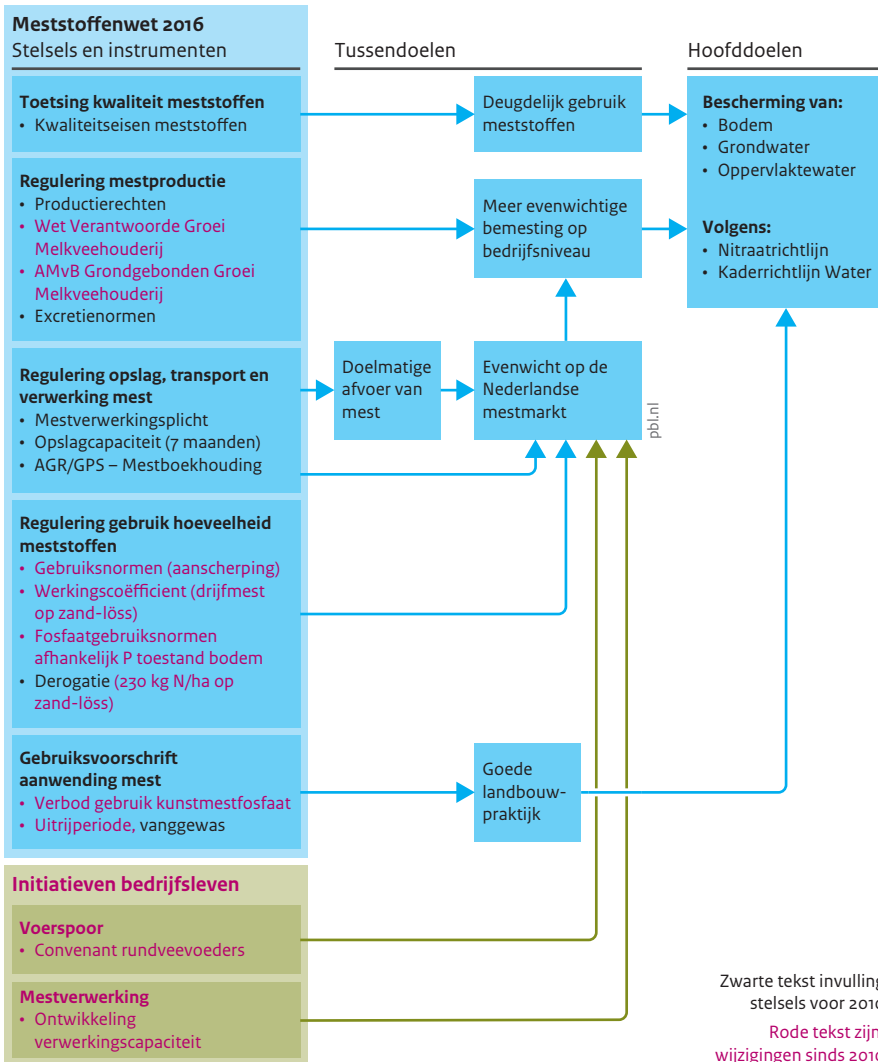 Meststoffenwet 2016
Stelsels en instrumenten
Tussendoelen
Hoofddoelen
Toetsing kwaliteit meststoffen
• Kwaliteitseisen meststoffen
Deugdelijk gebruik
meststoffen
Bescherming van:
• Bodem
• Grondwater
• Oppervlaktewater
Volgens:
• Nitraatrichtlijn
• Kaderrichtlijn Water
Regulering mestproductie
• Productierechten
• Wet Verantwoorde Groei
Melkveehouderij
• AMvB Grondgebonden Groei
Melkveehouderij
• Excretienormen
Meer evenwichtige
bemesting op
bedrijfsniveau
Regulering opslag, transport en
verwerking mest
• Mestverwerkingsplicht
• Opslagcapaciteit (7 maanden)
• AGR/GPS – Mestboekhouding
Doelmatige
afvoer van
mest
Evenwicht op de
Nederlandse
mestmarkt
pbl.nl
Regulering gebruik hoeveelheid
meststoffen
• Gebruiksnormen (aanscherping)
• Werkingscoëfficient (drijfmest
op zand-löss)
• Fosfaatgebruiksnormen
afhankelijk P toestand bodem
• Derogatie (230 kg N/ha op
zand-löss)
Gebruiksvoorschrift
aanwending mest
• Verbod gebruik kunstmestfosfaat
• Uitrijperiode, vanggewas
Goede
landbouw-
praktijk
Initiatieven bedrijfsleven
Voerspoor
• Convenant rundveevoeders
Mestverwerking
• Ontwikkeling
verwerkingscapaciteit
Zwarte tekst invulling
stelsels voor 2010
Rode tekst zijn
wijzigingen sinds 2010